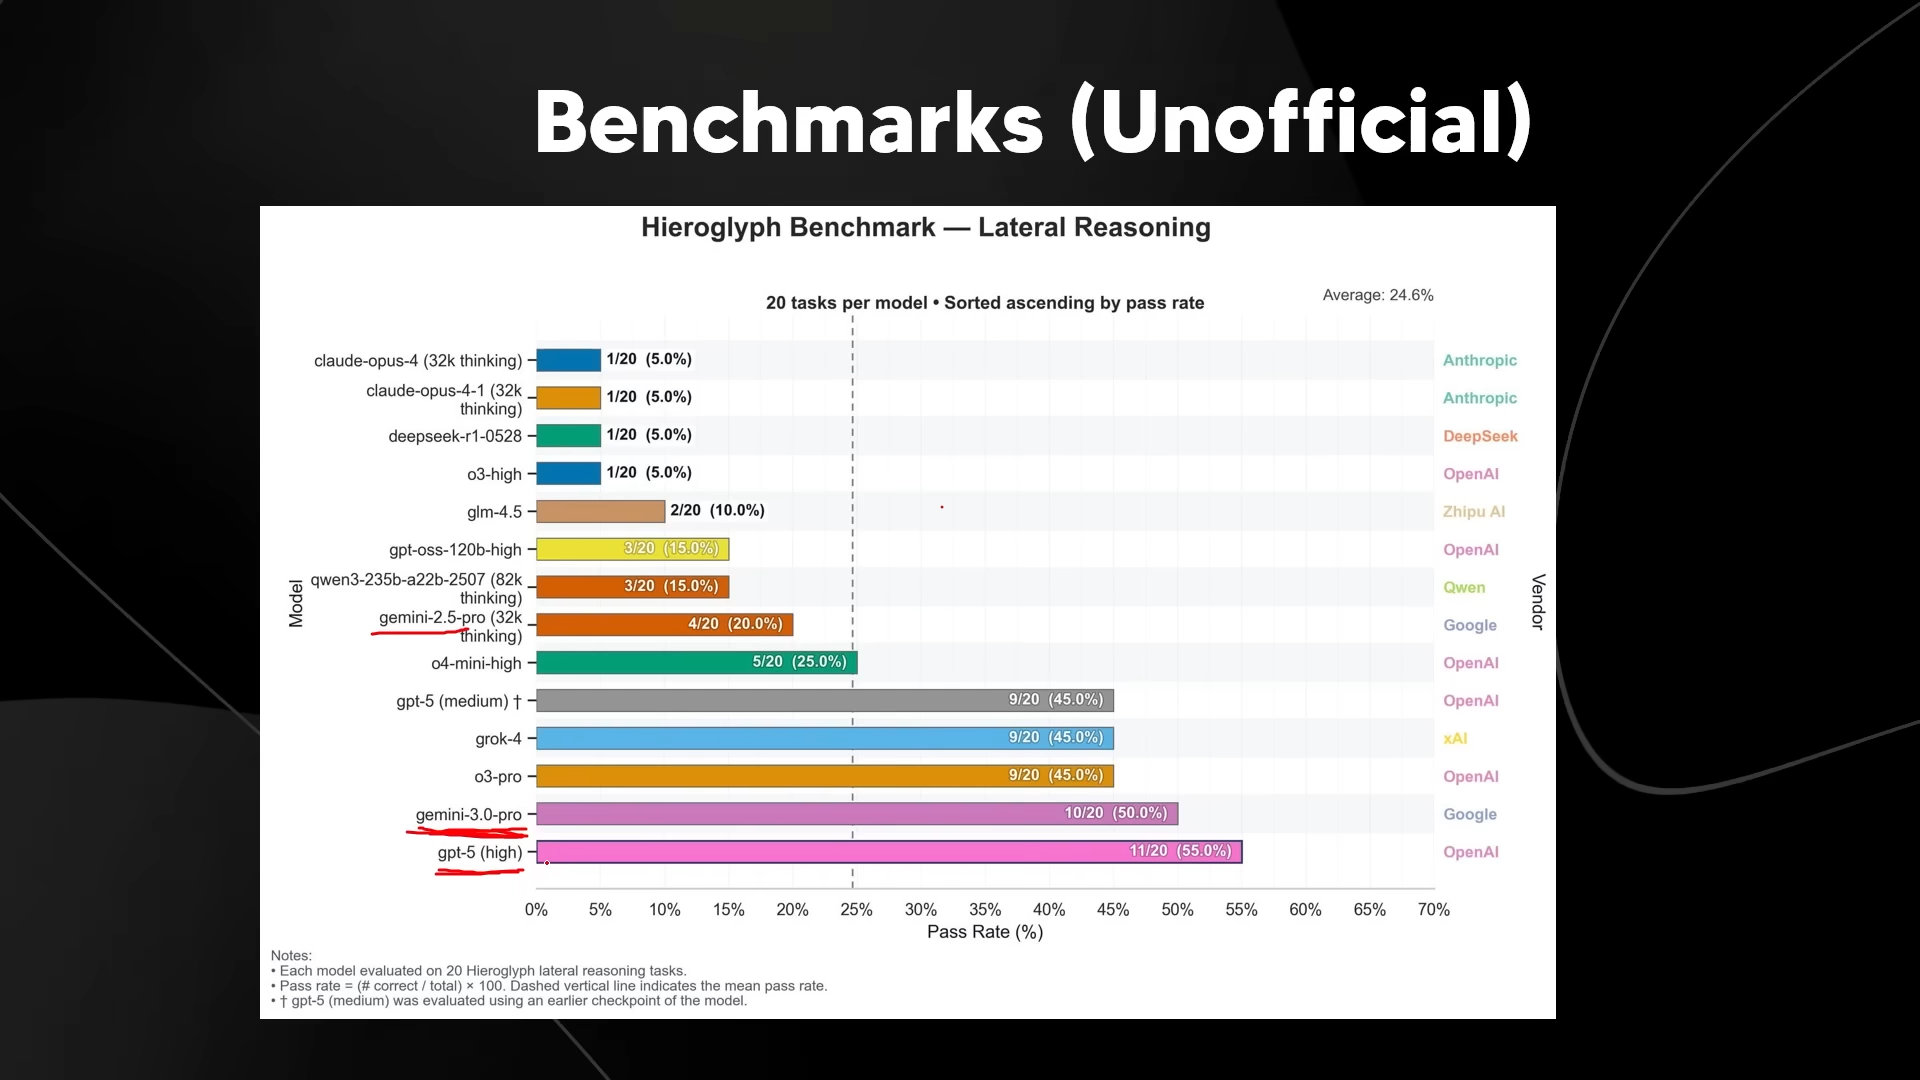 Benchmarks (Unofficial)
Hieroglyph Benchmark — Lateral Reasoning
20 tasks per model • Sorted ascending by pass rate
Average: 24.6%
claude-opus-4 (32k thinking) 1/20 (5.0%) Anthropic
claude-opus-4-1 (32k
thinking) 1/20 (5.0%) Anthropic
deepseek-r1-0528 1/20 (5.0%) DeepSeek
o3-high 1/20 (5.0%) OpenAI
glm-4.5 2/20 (10.0%) Zhipu AI
gpt-oss-120b-high 3/20 (15.0%) OpenAI
qwen3-235b-a22b-2507 (82k
thinking) 3/20 (15.0%) Qwen
gemini-2.5-pro (32k
thinking) 4/20 (20.0%) Google
o4-mini-high 5/20 (25.0%) OpenAI
gpt-5 (medium) † 9/20 (45.0%) OpenAI
grok-4 9/20 (45.0%) xAI
o3-pro 9/20 (45.0%) OpenAI
gemini-3.0-pro 10/20 (50.0%) Google
gpt-5 (high) 11/20 (55.0%) OpenAI
Model
Vendor
0% 5% 10% 15% 20% 25% 30% 35% 40% 45% 50% 55% 60% 65% 70%
Pass Rate (%)
Notes:
• Each model evaluated on 20 Hieroglyph lateral reasoning tasks.
• Pass rate = (# correct / total) × 100. Dashed vertical line indicates the mean pass rate.
• † gpt-5 (medium) was evaluated using an earlier checkpoint of the model.